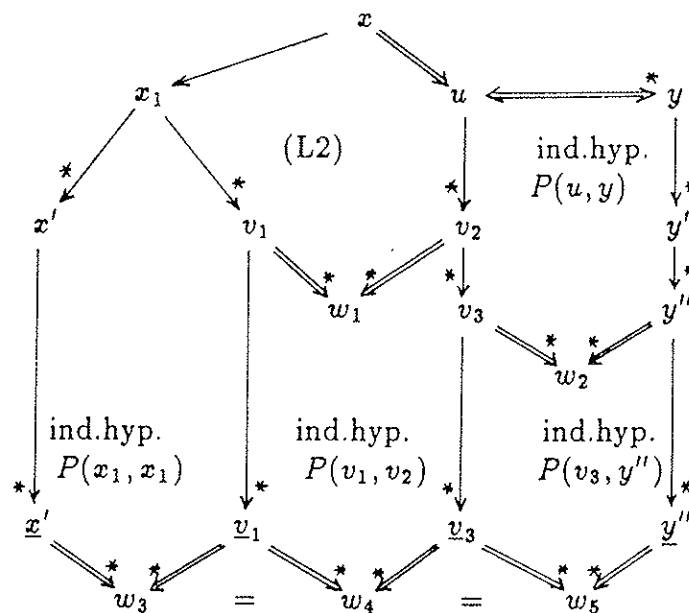 x
x₁ u * y
(L2) ind.hyp.
* * * P(u, y) *
x′ v₁ v₂ y′
* * * *
w₁ v₃ y″
* *
w₂
ind.hyp. ind.hyp. ind.hyp.
P(x₁, x₁) P(v₁, v₂) P(v₃, y″)
* * * *
x̲′ v̲₁ v̲₃ y̲″
* * * * * *
w₃ = w₄ = w₅